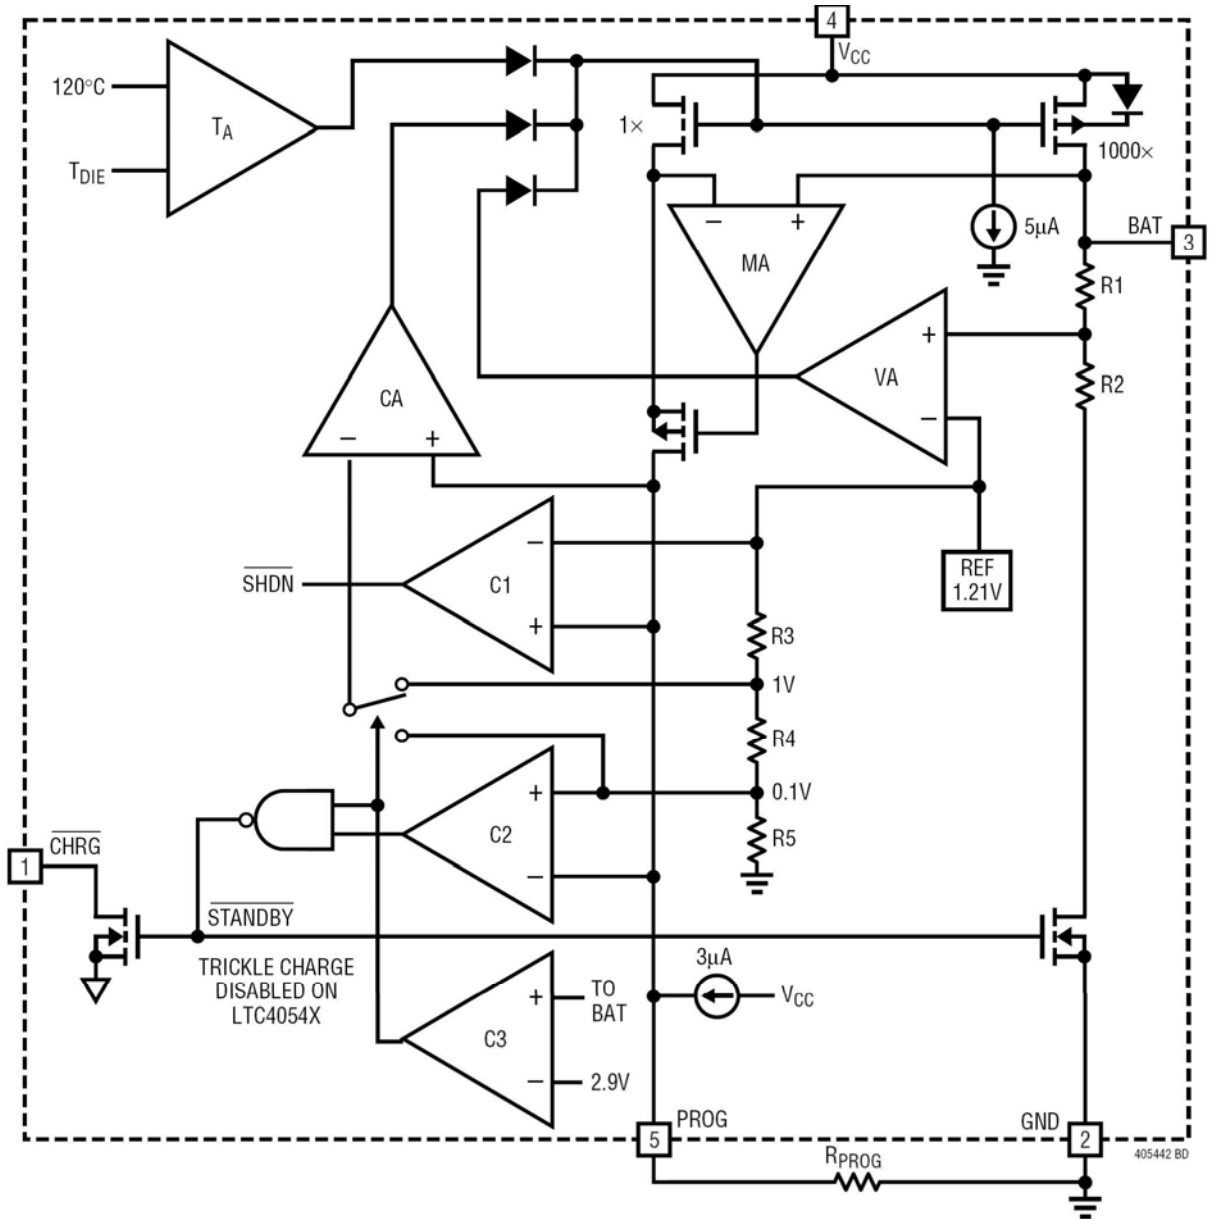 4
VCC
120°C
TA
TDIE
1×
1000×
– +
MA
5µA
BAT
3
R1
+
VA
–
R2
CA
– +
REF
1.21V
–
C1
+
SHDN
R3
1V
R4
0.1V
R5
+
C2
–
CHRG
1
STANDBY
TRICKLE CHARGE
DISABLED ON
LTC4054X
3µA
VCC
+
TO
BAT
C3
–
2.9V
PROG
5
GND
2
RPROG
405442 BD